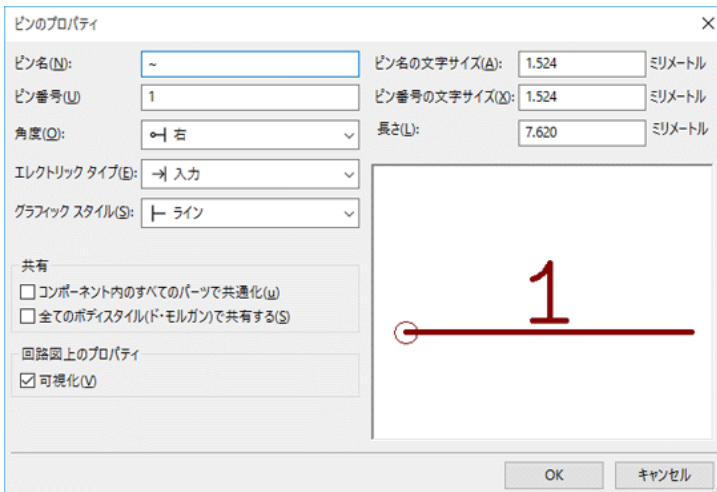 ピンのプロパティ
ピン名(N): ~
ピン番号(U) 1
角度(O): 右
エレクトリック タイプ(E): 入力
グラフィック スタイル(S): ライン
ピン名の文字サイズ(A): 1.524 ミリメートル
ピン番号の文字サイズ(X): 1.524 ミリメートル
長さ(L): 7.620 ミリメートル
共有
コンポーネント内のすべてのパーツで共通化(u)
全てのボディスタイル(ド・モルガン)で共有する(S)
回路図上のプロパティ
可視化(V)
1
OK キャンセル